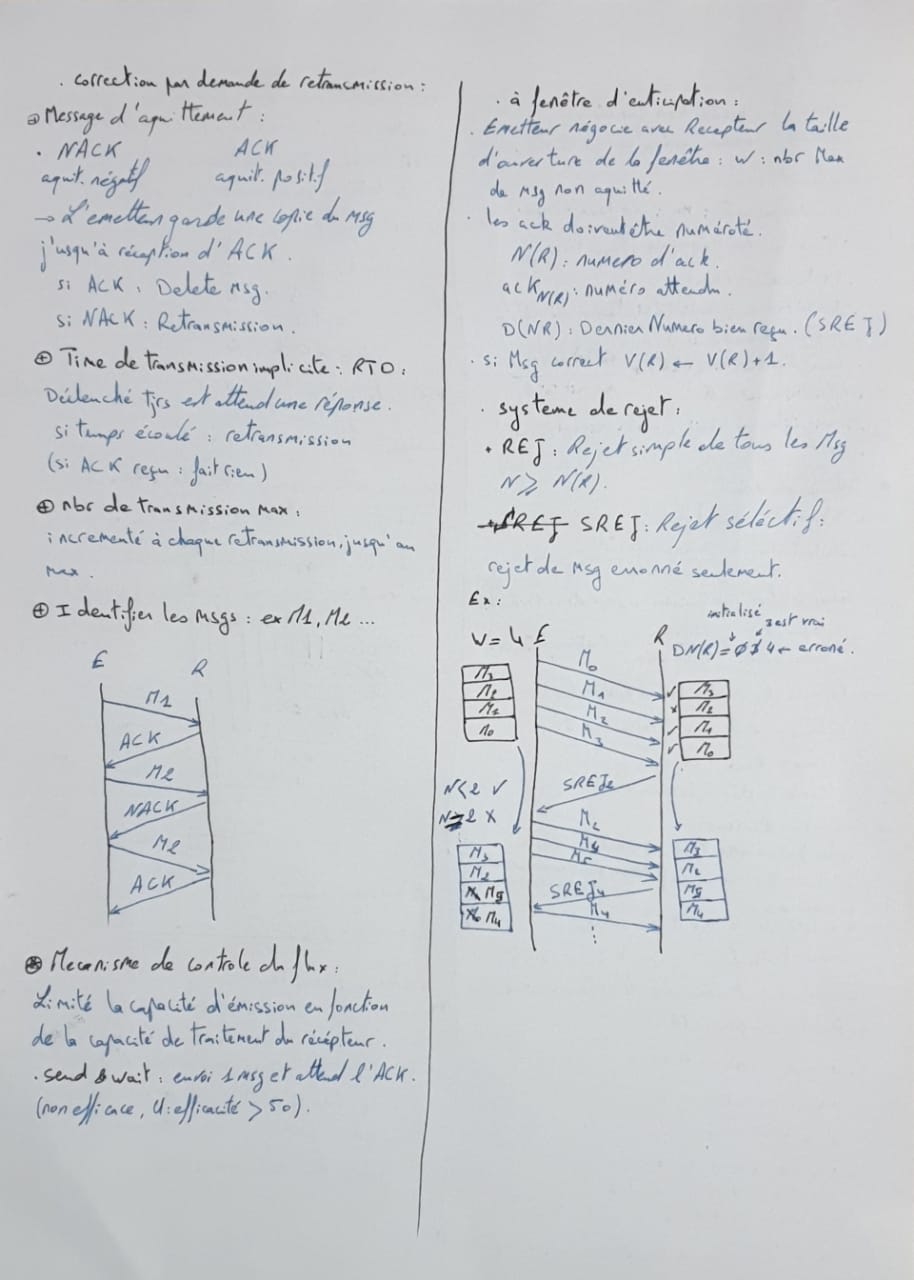 . correction par demande de retransmission :
⊕ Message d'aquittement :
. NACK ACK
aquit. négatif aquit. positif
→ L'emetteur garde une copie du msg
j'usqu'à réception d'ACK.
si ACK : Delete msg.
si NACK : Retransmission.
⊕ Time de transmission implicite : RTO :
Déclenché tjrs est attend une réponse.
si temps écoulé : retransmission
(si ACK reçu : fait rien)
⊕ nbr de transmission max :
incrementé à chaque retransmission, jusqu'au
max.
⊕ Identifier les msgs : ex M1, M2 ...
E R
M1
ACK
M2
NACK
M2
ACK
⊛ Mecanisme de controle du flux :
Limité la capacité d'émission en fonction
de la capacité de traitement du récépteur.
. send & wait : envoi 1 msg et attend l'ACK.
(non efficace, U : efficacité > 50).
. à fenêtre d'anticipation :
. Emetteur négocie avec Recepteur la taille
d'ouverture de la fenêtre : W : nbr Max
de Msg non aquitté.
. les ack doivent être numéroté.
N(R) : numero d'ack.
ack N(R) : numéro attendu.
D(NR) : Dernier Numero bien reçu. (SREJ)
. si Msg correct V(R) ← V(R)+1.
. systeme de rejet :
+ REJ : Rejet simple de tous les Msg
N ≥ N(R).
+ SREJ SREJ : Rejet séléctif :
rejet de Msg erronné seulement.
Ex :
initialisé
3 est vrai
W = 4 E R DN(R) = 0 3 4 ← erroné.
M3
M2
M1
M0
M0
M1
M2
M3
✓ M3
x M2
✓ M1
✓ M0
SREJ2
N<2 ✓
N≥2 X
M2
M4
M5
M3
M2
M1 M5
M0 M4
M3
M2
M5
M4
SREJ4
M4
⋮